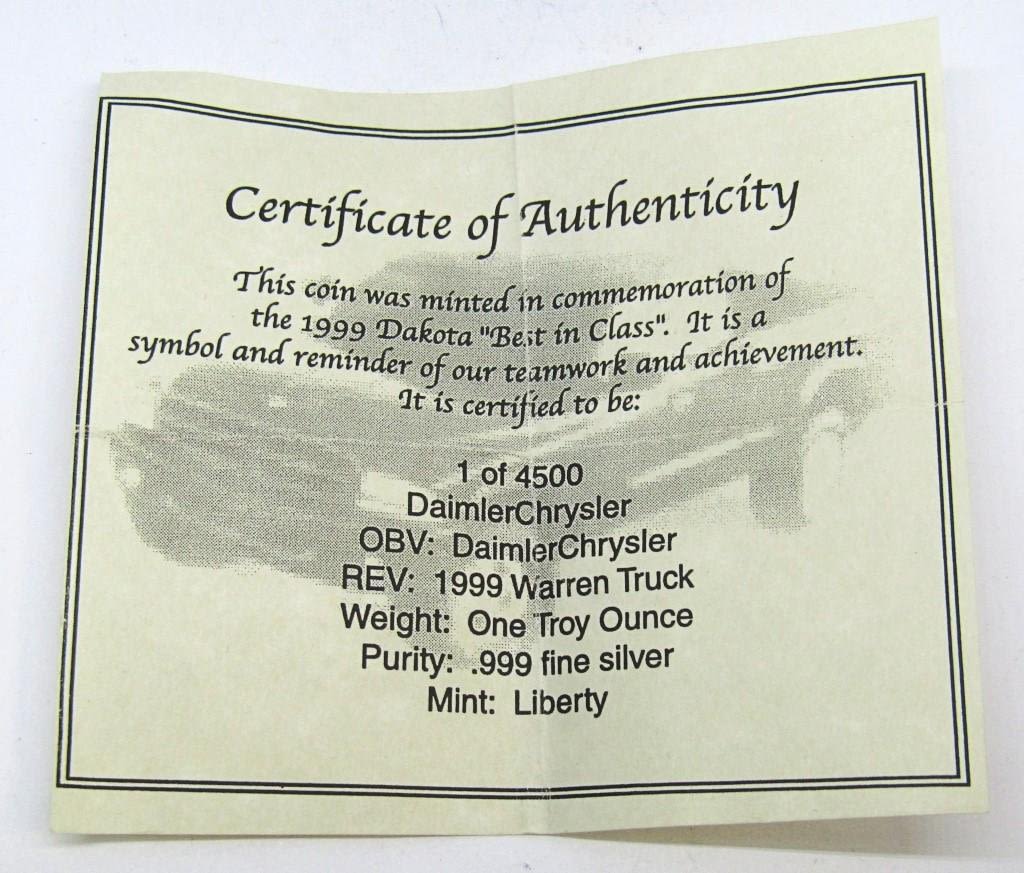 Certificate of Authenticity
This coin was minted in commemoration of
the 1999 Dakota "Best in Class". It is a
symbol and reminder of our teamwork and achievement.
It is certified to be:
1 of 4500
DaimlerChrysler
OBV: DaimlerChrysler
REV: 1999 Warren Truck
Weight: One Troy Ounce
Purity: .999 fine silver
Mint: Liberty